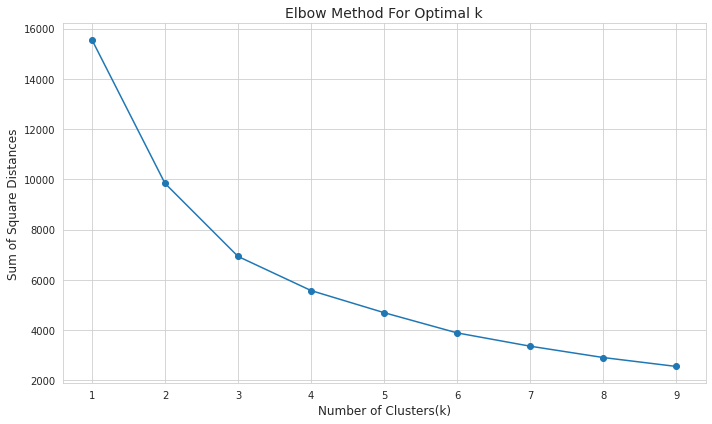 Elbow Method For Optimal k
16000
14000
12000
10000
8000
6000
4000
2000
Sum of Square Distances
1 2 3 4 5 6 7 8 9
Number of Clusters(k)